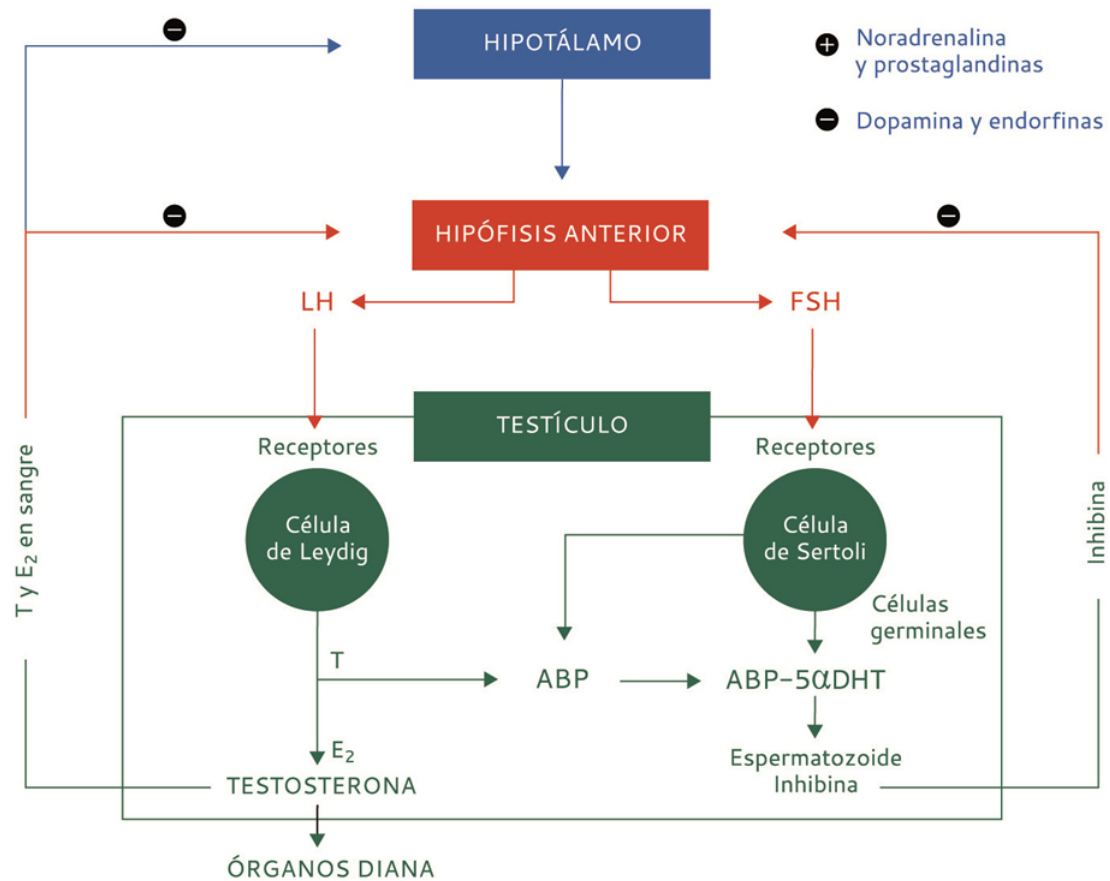 HIPOTÁLAMO
+ Noradrenalina
y prostaglandinas
− Dopamina y endorfinas
−
−
−
HIPÓFISIS ANTERIOR
LH
FSH
TESTÍCULO
Receptores
Receptores
Célula
de Leydig
Célula
de Sertoli
T y E₂ en sangre
Inhibina
Células
germinales
T
ABP
ABP-5αDHT
E₂
TESTOSTERONA
Espermatozoide
Inhibina
ÓRGANOS DIANA